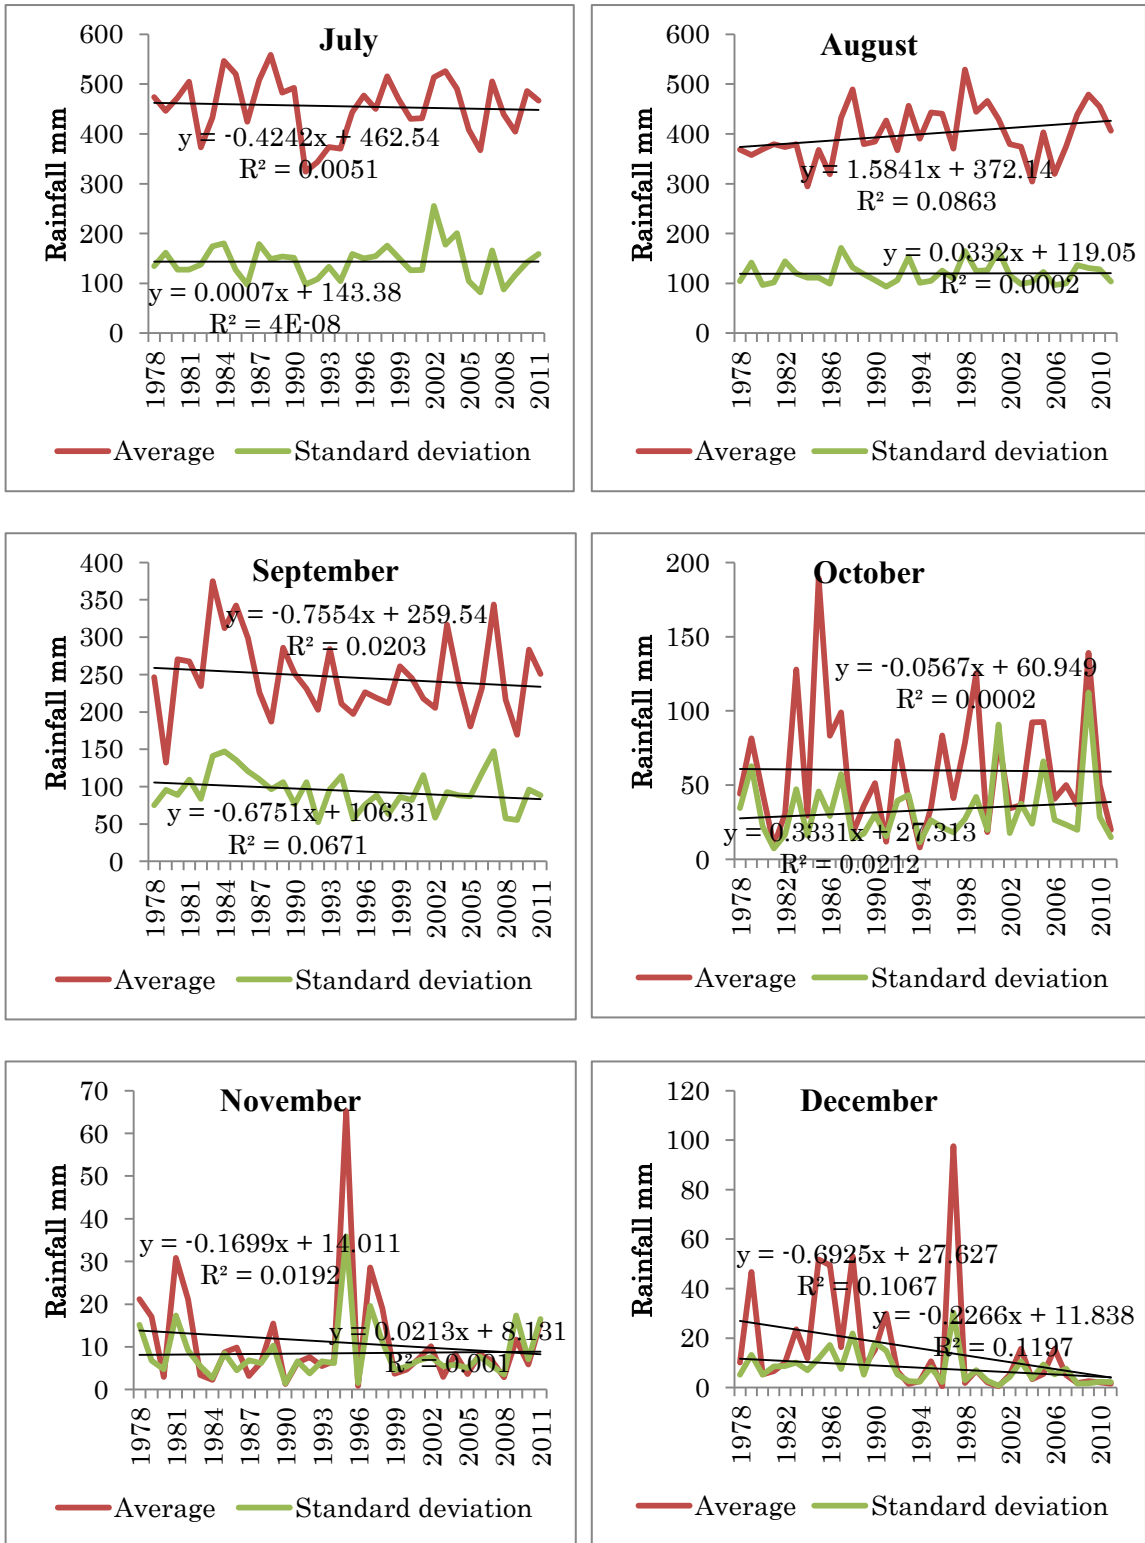 July
Rainfall mm
600
500
400
300
200
100
0
y = -0.4242x + 462.54
R² = 0.0051
y = 0.0007x + 143.38
R² = 4E-08
1978
1981
1984
1987
1990
1993
1996
1999
2002
2005
2008
2011
Average Standard deviation
August
Rainfall mm
600
500
400
300
200
100
0
y = 1.5841x + 372.14
R² = 0.0863
y = 0.0332x + 119.05
R² = 0.0002
1978
1982
1986
1990
1994
1998
2002
2006
2010
Average Standard deviation
September
Rainfall mm
400
350
300
250
200
150
100
50
0
y = -0.7554x + 259.54
R² = 0.0203
y = -0.6751x + 106.31
R² = 0.0671
1978
1981
1984
1987
1990
1993
1996
1999
2002
2005
2008
2011
Average Standard deviation
October
Rainfall mm
200
150
100
50
0
y = -0.0567x + 60.949
R² = 0.0002
y = 0.3331x + 27.313
R² = 0.0212
1978
1982
1986
1990
1994
1998
2002
2006
2010
Average Standard deviation
November
Rainfall mm
70
60
50
40
30
20
10
0
y = -0.1699x + 14.011
R² = 0.0192
y = 0.0213x + 8.131
R² = 0.001
1978
1981
1984
1987
1990
1993
1996
1999
2002
2005
2008
2011
Average Standard deviation
December
Rainfall mm
120
100
80
60
40
20
0
y = -0.6925x + 27.627
R² = 0.1067
y = -0.2266x + 11.838
R² = 0.1197
1978
1982
1986
1990
1994
1998
2002
2006
2010
Average Standard deviation